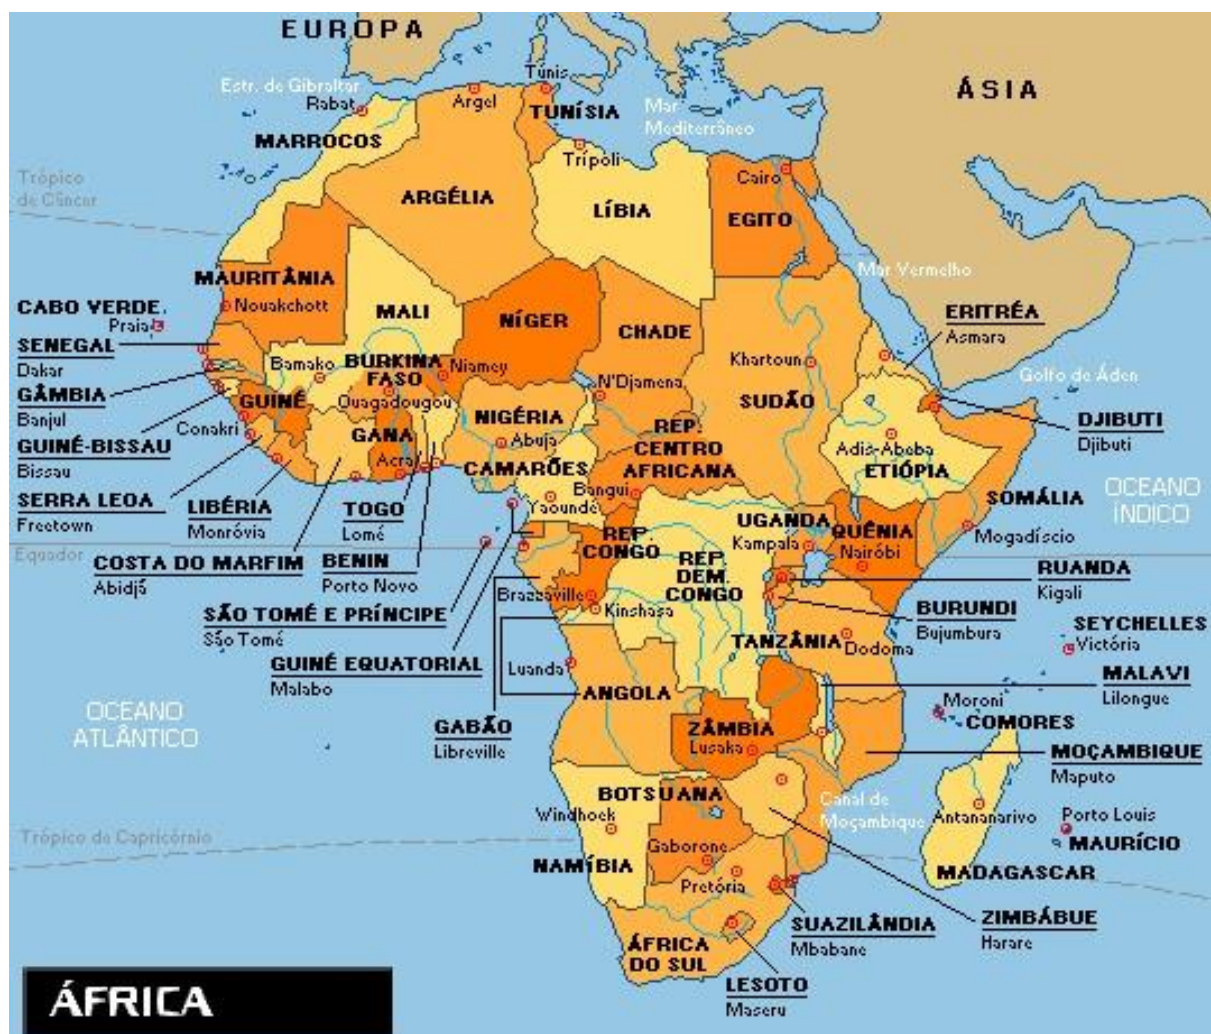 EUROPA
ÁSIA
Estr. de Gibraltar
Rabat
Argel
Túnis
TUNÍSIA
Mar
Mediterrâneo
MARROCOS
Trípoli
Cairo
Trópico
de Câncer
ARGÉLIA
LÍBIA
EGITO
Mar Vermelho
MAURITÂNIA
Nouakchott
MALI
NÍGER
CHADE
CABO VERDE.
Praia
SENEGAL
Dakar
GÂMBIA
Banjul
GUINÉ-BISSAU
Bissau
SERRA LEOA
Freetown
Bamako
BURKINA
FASO
Niamey
Ouagadougou
GUINÉ
Conakri
N'Djamena
Khartoun
SUDÃO
ERITRÉA
Asmara
Golfo de Áden
DJIBUTI
Djibuti
NIGÉRIA
Abuja
GANA
Acra
REP.
CENTRO
AFRICANA
Bangui
CAMARÕES
Yaoundé
Adis-Abeba
ETIÓPIA
SOMÁLIA
Mogadíscio
OCEANO
ÍNDICO
LIBÉRIA
Monróvia
TOGO
Lomé
Equador
COSTA DO MARFIM
Abidjã
BENIN
Porto Novo
REP.
CONGO
UGANDA
Kampala
QUÊNIA
Nairóbi
REP.
DEM.
CONGO
RUANDA
Kigali
Brazzaville
Kinshasa
SÃO TOMÉ E PRÍNCIPE
São Tomé
BURUNDI
Bujumbura
TANZÂNIA
Dodoma
SEYCHELLES
Victória
GUINÉ EQUATORIAL
Malabo
Luanda
ANGOLA
MALAVI
Lilongue
OCEANO
ATLÂNTICO
GABÃO
Libreville
ZÂMBIA
Lusaka
Moroni
COMORES
MOÇAMBIQUE
Maputo
BOTSUANA
Windhoek
Canal de
Moçambique
Antananarivo
Porto Louis
MAURÍCIO
Trópico de Capricórnio
NAMÍBIA
Gaborone
Pretória
MADAGASCAR
SUAZILÂNDIA
Mbabane
ZIMBÁBUE
Harare
ÁFRICA
DO SUL
LESOTO
Maseru
ÁFRICA